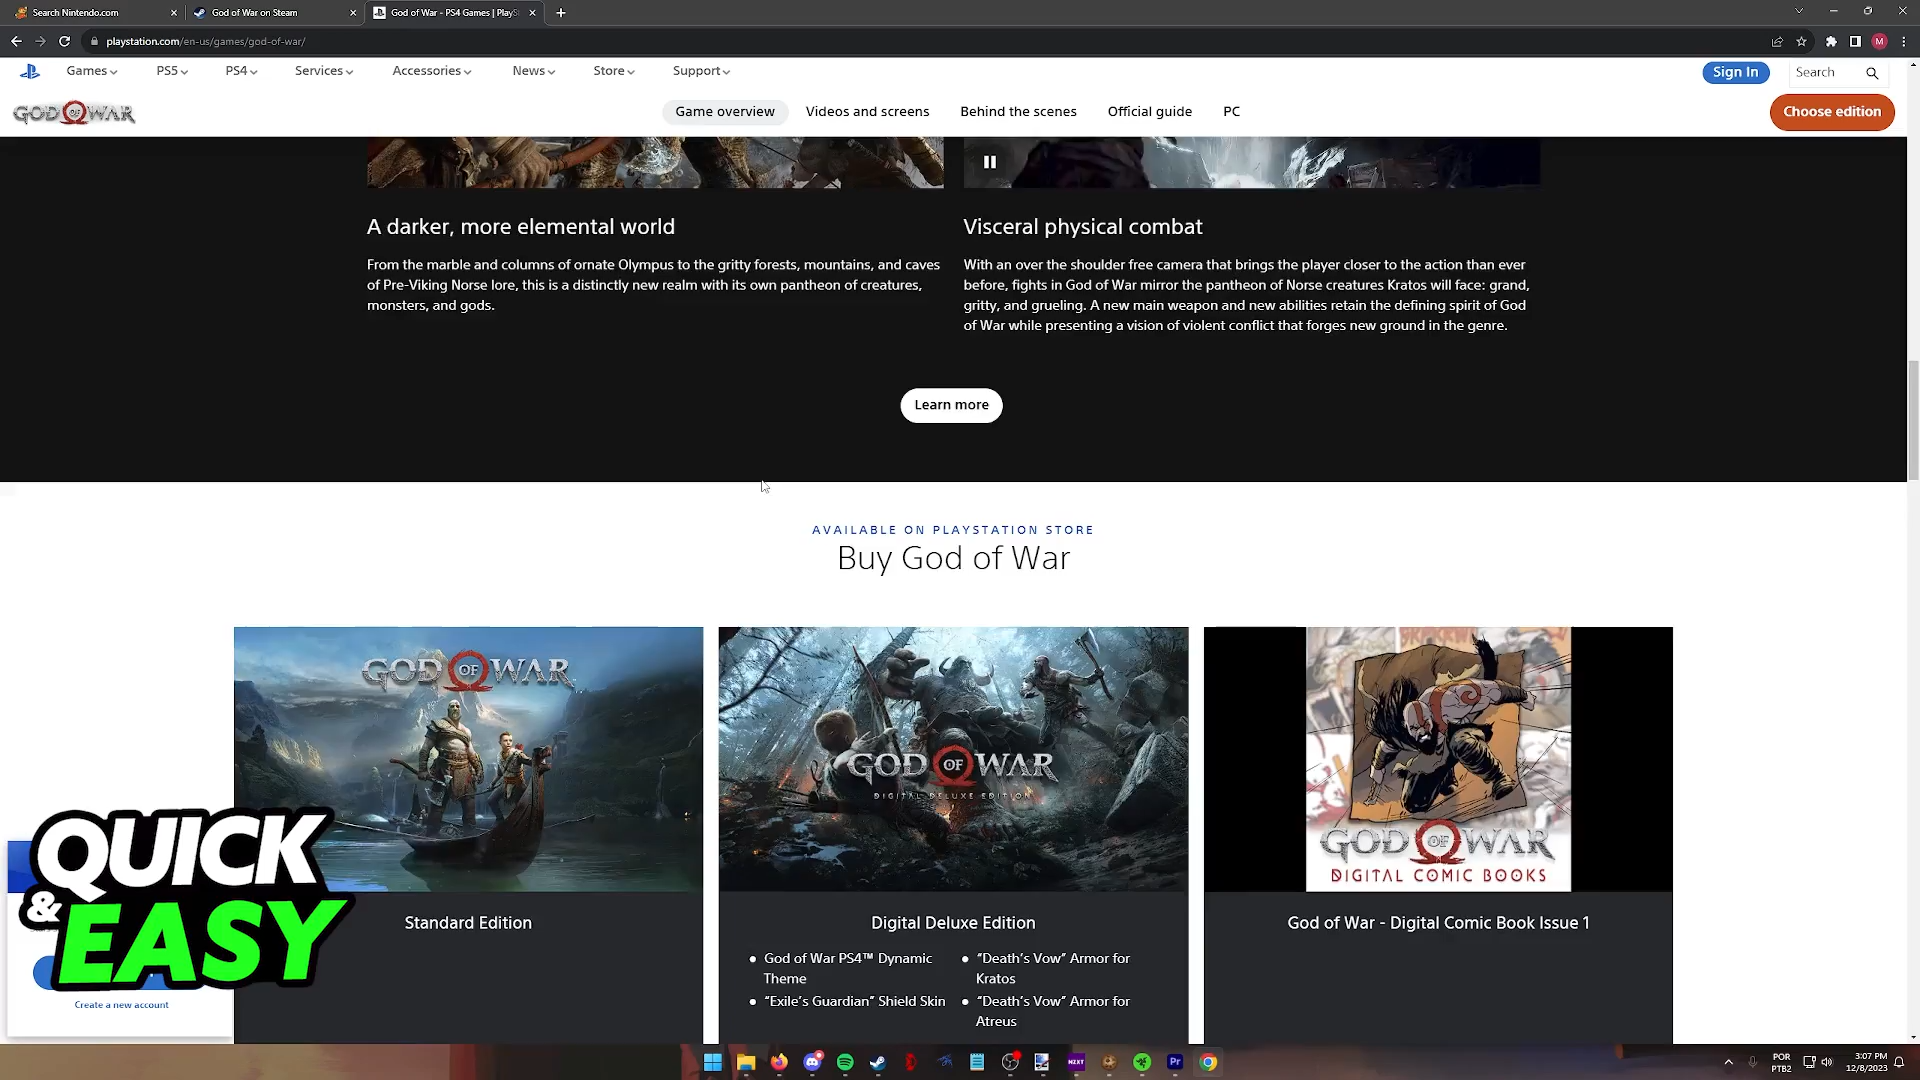 Search Nintendo.com
God of War on Steam
God of War - PS4 Games | PlaySt
playstation.com/en-us/games/god-of-war/
M
Games
PS5
PS4
Services
Accessories
News
Store
Support
Sign In
Search
GOD OF WAR
Game overview
Videos and screens
Behind the scenes
Official guide
PC
Choose edition
A darker, more elemental world
From the marble and columns of ornate Olympus to the gritty forests, mountains, and caves
of Pre-Viking Norse lore, this is a distinctly new realm with its own pantheon of creatures,
monsters, and gods.
Visceral physical combat
With an over the shoulder free camera that brings the player closer to the action than ever
before, fights in God of War mirror the pantheon of Norse creatures Kratos will face: grand,
gritty, and grueling. A new main weapon and new abilities retain the defining spirit of God
of War while presenting a vision of violent conflict that forges new ground in the genre.
Learn more
AVAILABLE ON PLAYSTATION STORE
Buy God of War
GOD OF WAR
GOD OF WAR
DIGITAL DELUXE EDITION
GOD OF WAR
DIGITAL COMIC BOOKS
Standard Edition
Digital Deluxe Edition
• God of War PS4™ Dynamic
Theme
• “Exile’s Guardian” Shield Skin
• “Death’s Vow” Armor for
Kratos
• “Death’s Vow” Armor for
Atreus
God of War - Digital Comic Book Issue 1
QUICK
& EASY
Create a new account
NZXT
Pr
POR
PTB2
3:07 PM
12/8/2023